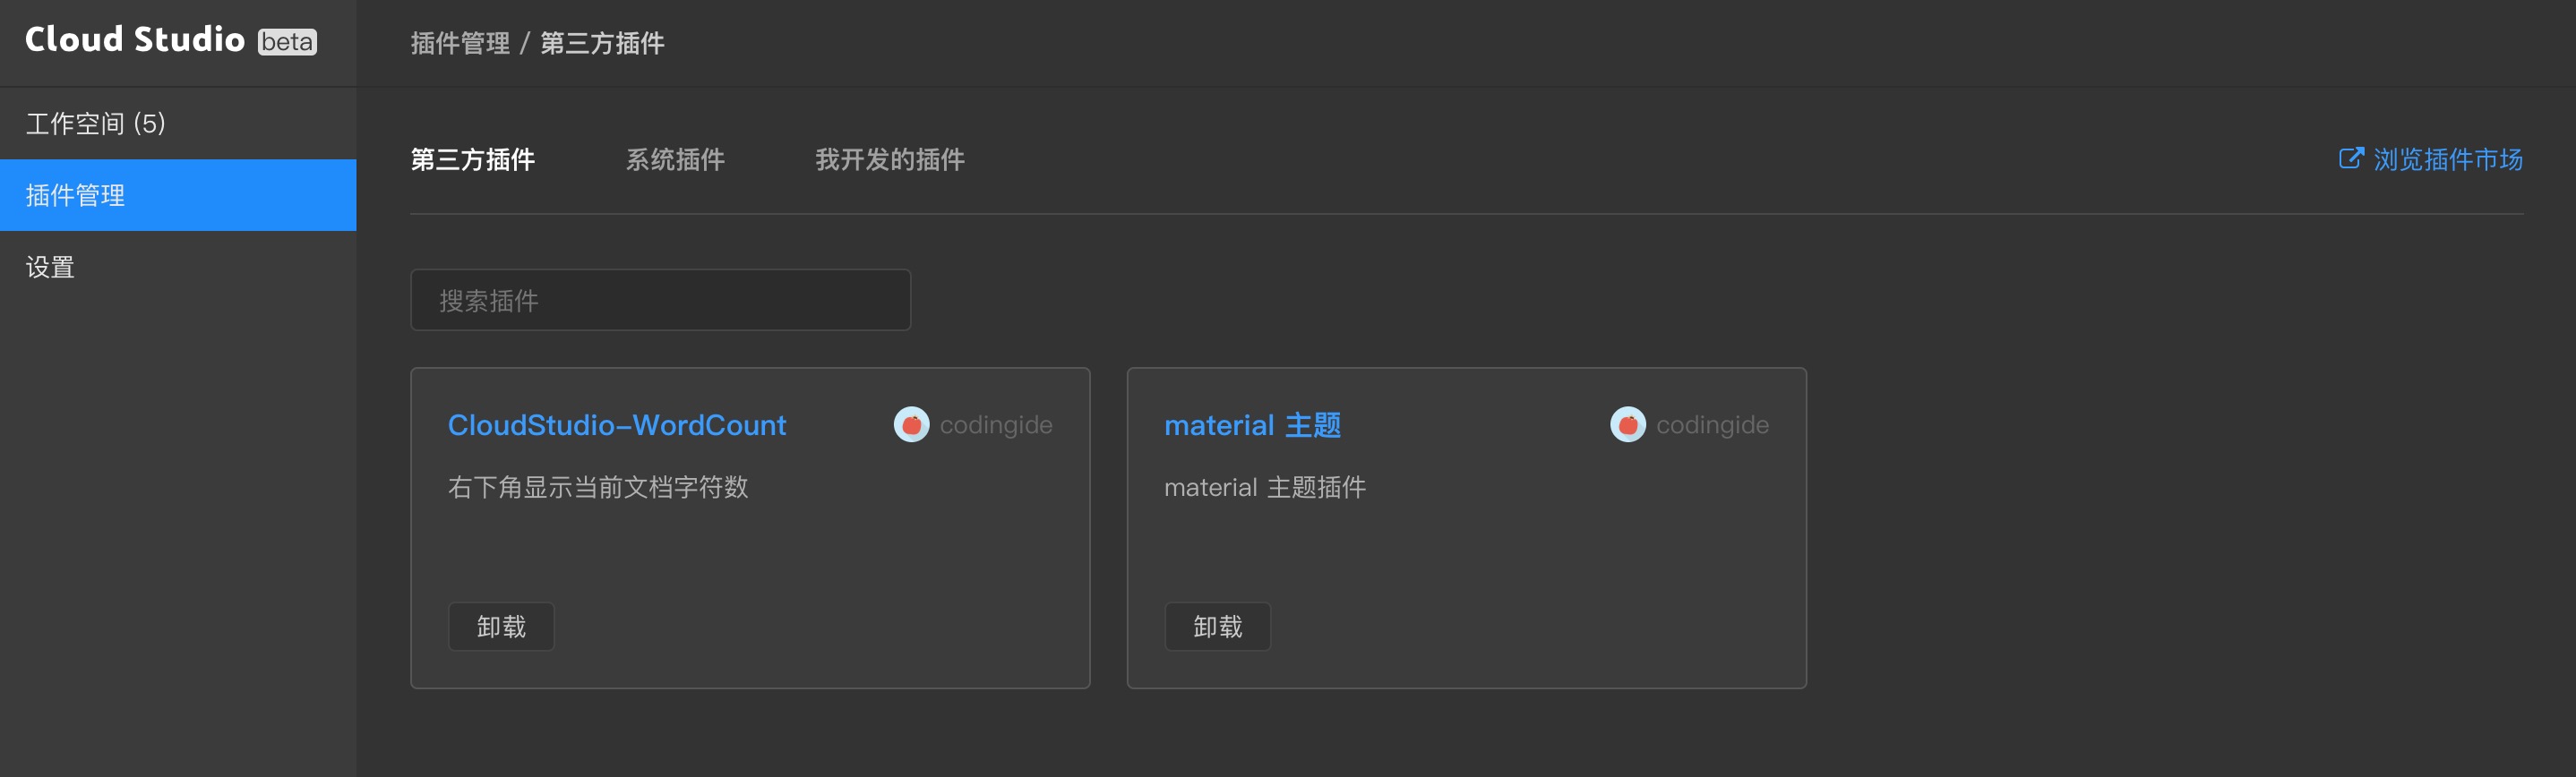 Cloud Studio beta
插件管理 / 第三方插件
工作空间 (5)
插件管理
设置
第三方插件 系统插件 我开发的插件 浏览插件市场
搜索插件
CloudStudio-WordCount codingide
右下角显示当前文档字符数
卸载
material 主题 codingide
material 主题插件
卸载